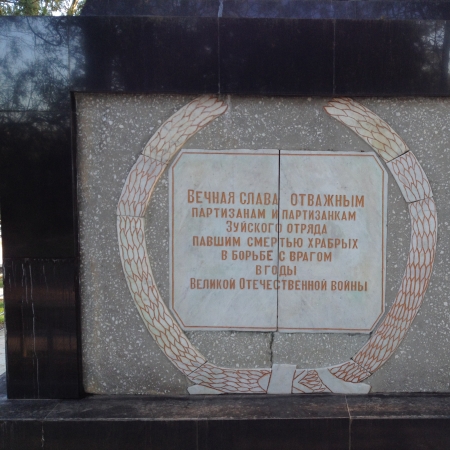 Вечная слава отважным
партизанам и партизанкам
Зуйского отряда
павшим смертью храбрых
в борьбе с врагом
в годы
Великой Отечественной войны